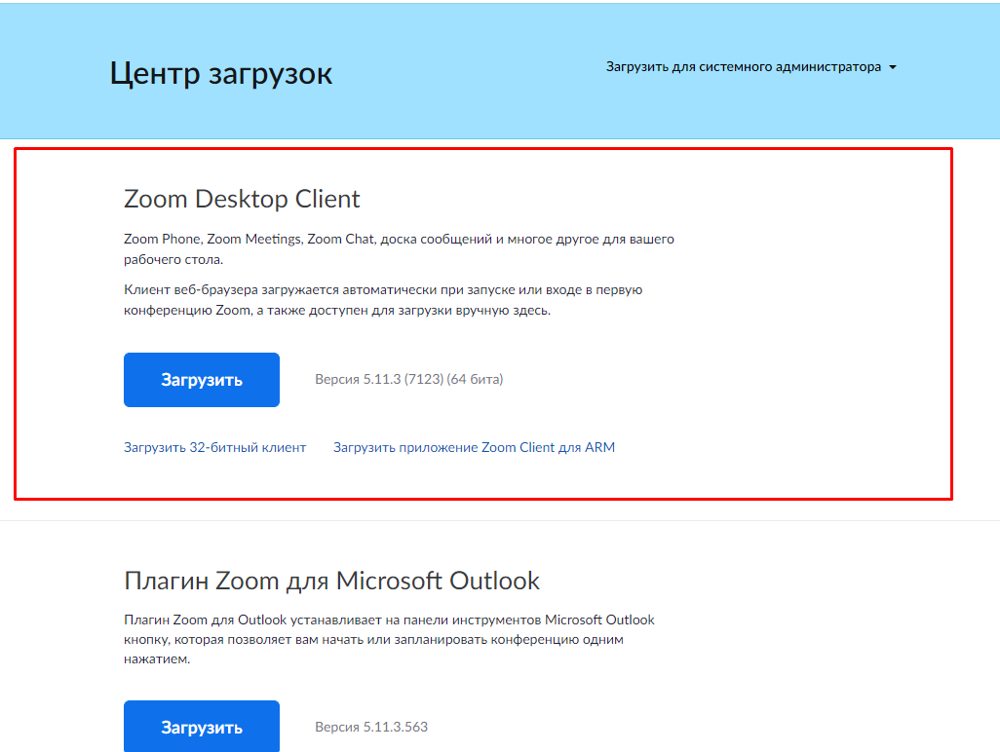 Центр загрузок
Загрузить для системного администратора
Zoom Desktop Client
Zoom Phone, Zoom Meetings, Zoom Chat, доска сообщений и многое другое для вашего
рабочего стола.
Клиент веб-браузера загружается автоматически при запуске или входе в первую
конференцию Zoom, а также доступен для загрузки вручную здесь.
Загрузить
Версия 5.11.3 (7123) (64 бита)
Загрузить 32-битный клиент
Загрузить приложение Zoom Client для ARM
Плагин Zoom для Microsoft Outlook
Плагин Zoom для Outlook устанавливает на панели инструментов Microsoft Outlook
кнопку, которая позволяет вам начать или запланировать конференцию одним
нажатием.
Загрузить
Версия 5.11.3.563